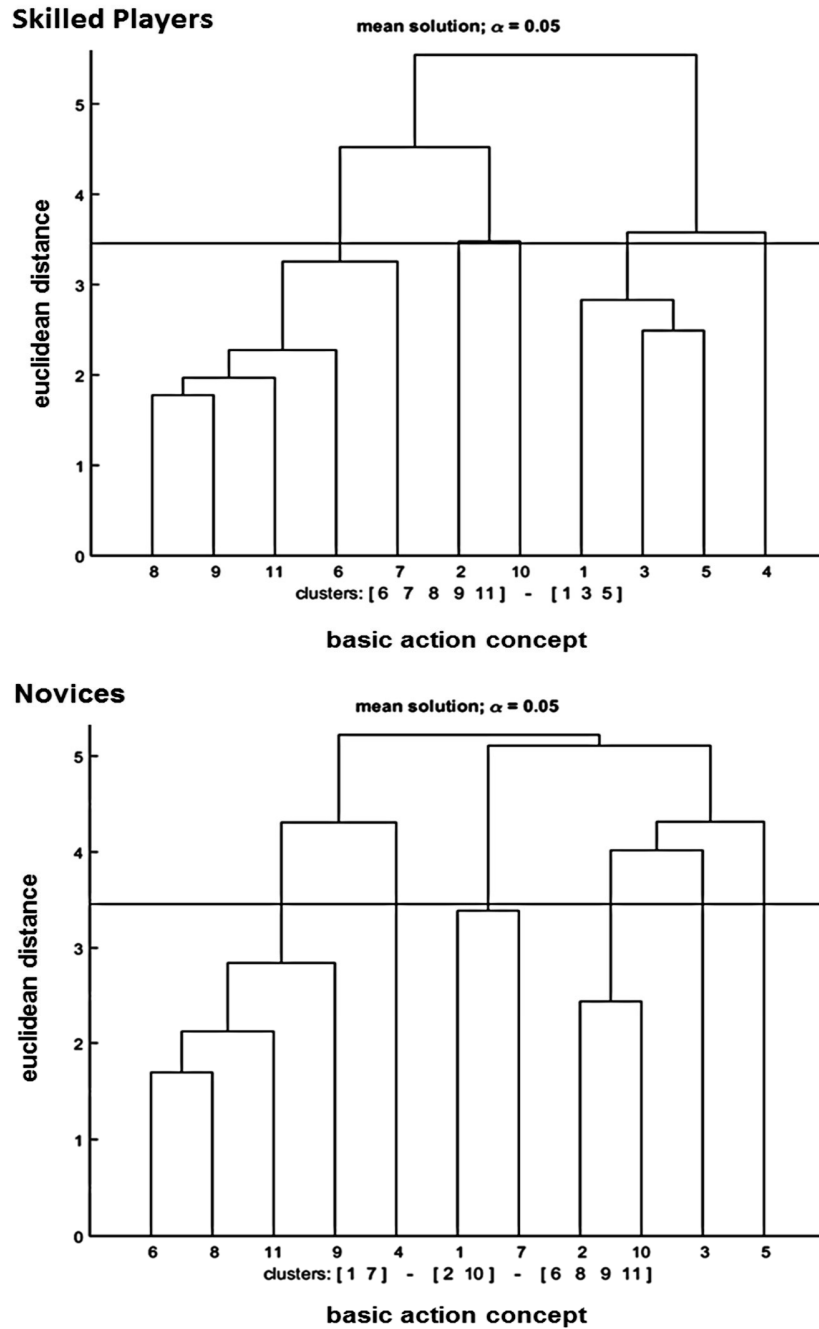 Skilled Players
mean solution; α = 0.05
euclidean distance
5
4
3
2
1
0
8 9 11 6 7 2 10 1 3 5 4
clusters: [ 6 7 8 9 11 ] - [ 1 3 5 ]
basic action concept
Novices
mean solution; α = 0.05
euclidean distance
5
4
3
2
1
0
6 8 11 9 4 1 7 2 10 3 5
clusters: [ 1 7 ] - [ 2 10 ] - [ 6 8 9 11 ]
basic action concept